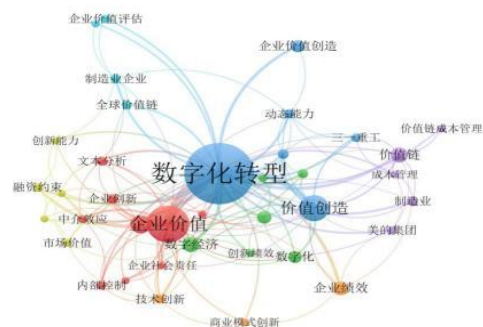 企业价值评估
企业价值创造
制造业企业
全球价值链
动态能力
三一重工
价值链成本管理
创新能力
价值链
文本分析
数字化转型
成本管理
融资约束
企业创新
价值创造
制造业
中介效应
企业价值
美的集团
市场价值
数字经济
创新绩效
数字化
企业社会责任
内部控制
企业绩效
技术创新
商业模式创新